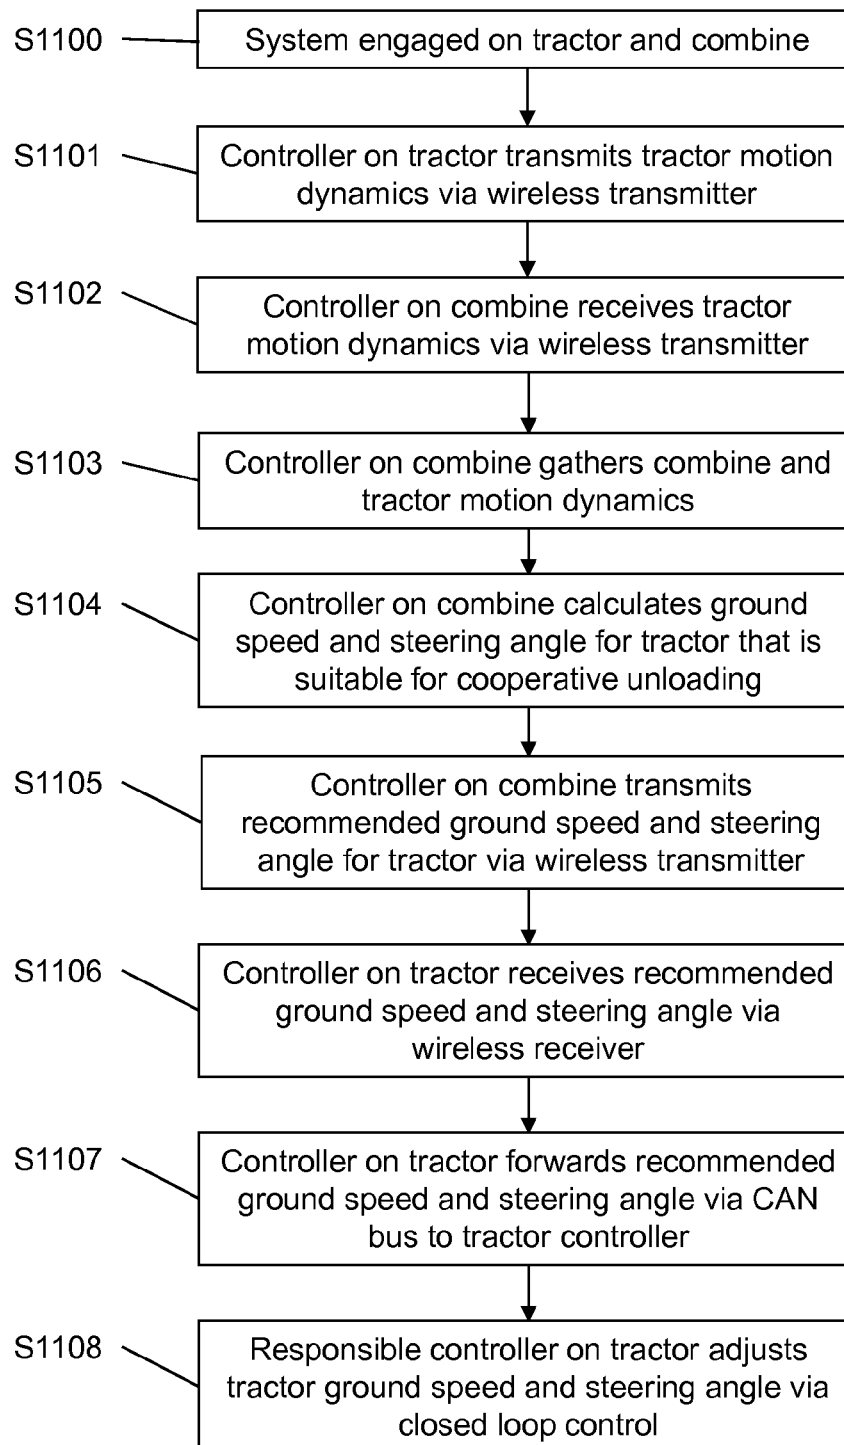 S1100
System engaged on tractor and combine
S1101
Controller on tractor transmits tractor motion
dynamics via wireless transmitter
S1102
Controller on combine receives tractor
motion dynamics via wireless transmitter
S1103
Controller on combine gathers combine and
tractor motion dynamics
S1104
Controller on combine calculates ground
speed and steering angle for tractor that is
suitable for cooperative unloading
S1105
Controller on combine transmits
recommended ground speed and steering
angle for tractor via wireless transmitter
S1106
Controller on tractor receives recommended
ground speed and steering angle via
wireless receiver
S1107
Controller on tractor forwards recommended
ground speed and steering angle via CAN
bus to tractor controller
S1108
Responsible controller on tractor adjusts
tractor ground speed and steering angle via
closed loop control